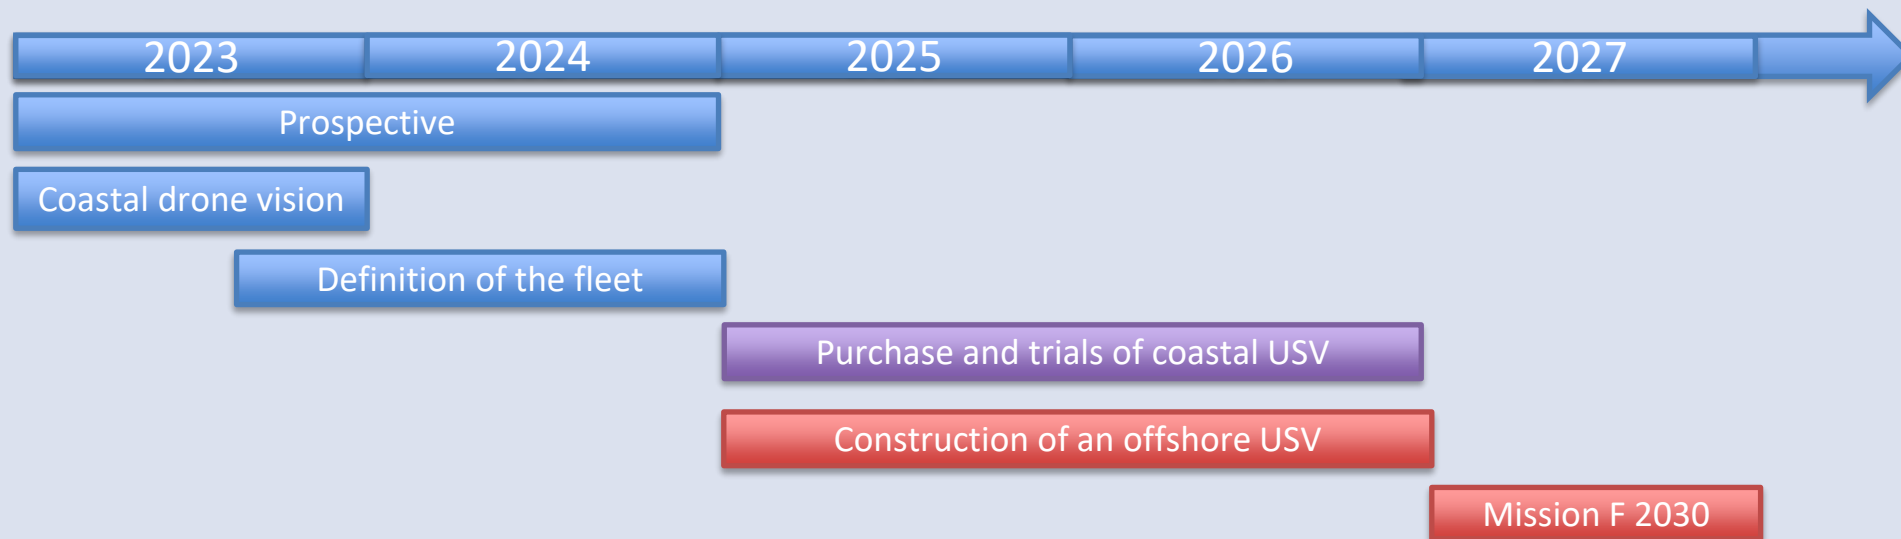 2023 2024 2025 2026 2027
Prospective
Coastal drone vision
Definition of the fleet
Purchase and trials of coastal USV
Construction of an offshore USV
Mission F 2030